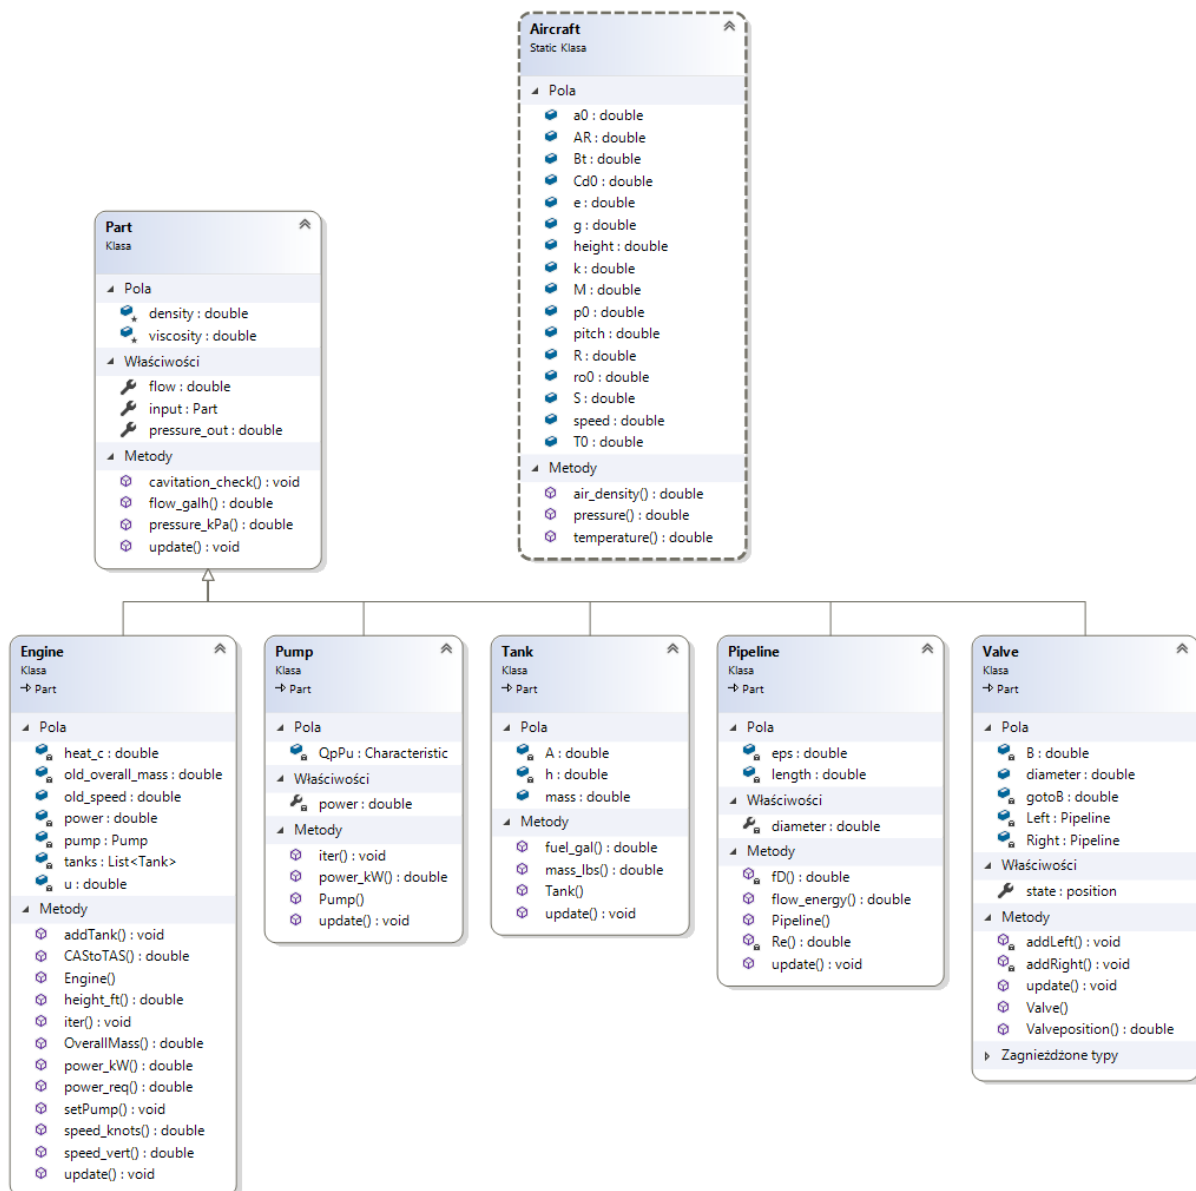 Aircraft
Static Klasa
Pola
a0 : double
AR : double
Bt : double
Cd0 : double
e : double
g : double
height : double
k : double
M : double
p0 : double
pitch : double
R : double
ro0 : double
S : double
speed : double
T0 : double
Metody
air_density() : double
pressure() : double
temperature() : double
Part
Klasa
Pola
density : double
viscosity : double
Właściwości
flow : double
input : Part
pressure_out : double
Metody
cavitation_check() : void
flow_galh() : double
pressure_kPa() : double
update() : void
Engine
Klasa
Part
Pola
heat_c : double
old_overall_mass : double
old_speed : double
power : double
pump : Pump
tanks : List<Tank>
u : double
Metody
addTank() : void
CAStoTAS() : double
Engine()
height_ft() : double
iter() : void
OverallMass() : double
power_kW() : double
power_req() : double
setPump() : void
speed_knots() : double
speed_vert() : double
update() : void
Pump
Klasa
Part
Pola
QpPu : Characteristic
Właściwości
power : double
Metody
iter() : void
power_kW() : double
Pump()
update() : void
Tank
Klasa
Part
Pola
A : double
h : double
mass : double
Metody
fuel_gal() : double
mass_lbs() : double
Tank()
update() : void
Pipeline
Klasa
Part
Pola
eps : double
length : double
Właściwości
diameter : double
Metody
fD() : double
flow_energy() : double
Pipeline()
Re() : double
update() : void
Valve
Klasa
Part
Pola
B : double
diameter : double
gotoB : double
Left : Pipeline
Right : Pipeline
Właściwości
state : position
Metody
addLeft() : void
addRight() : void
update() : void
Valve()
Valveposition() : double
Zagnieżdżone typy